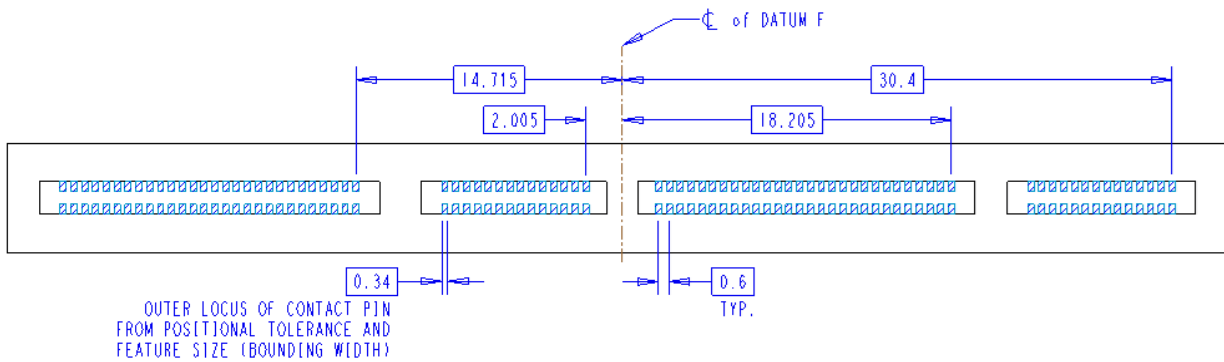 ℄ of DATUM F
14.715
30.4
2.005
18.205
0.34
0.6
OUTER LOCUS OF CONTACT PIN
TYP.
FROM POSITIONAL TOLERANCE AND
FEATURE SIZE (BOUNDING WIDTH)